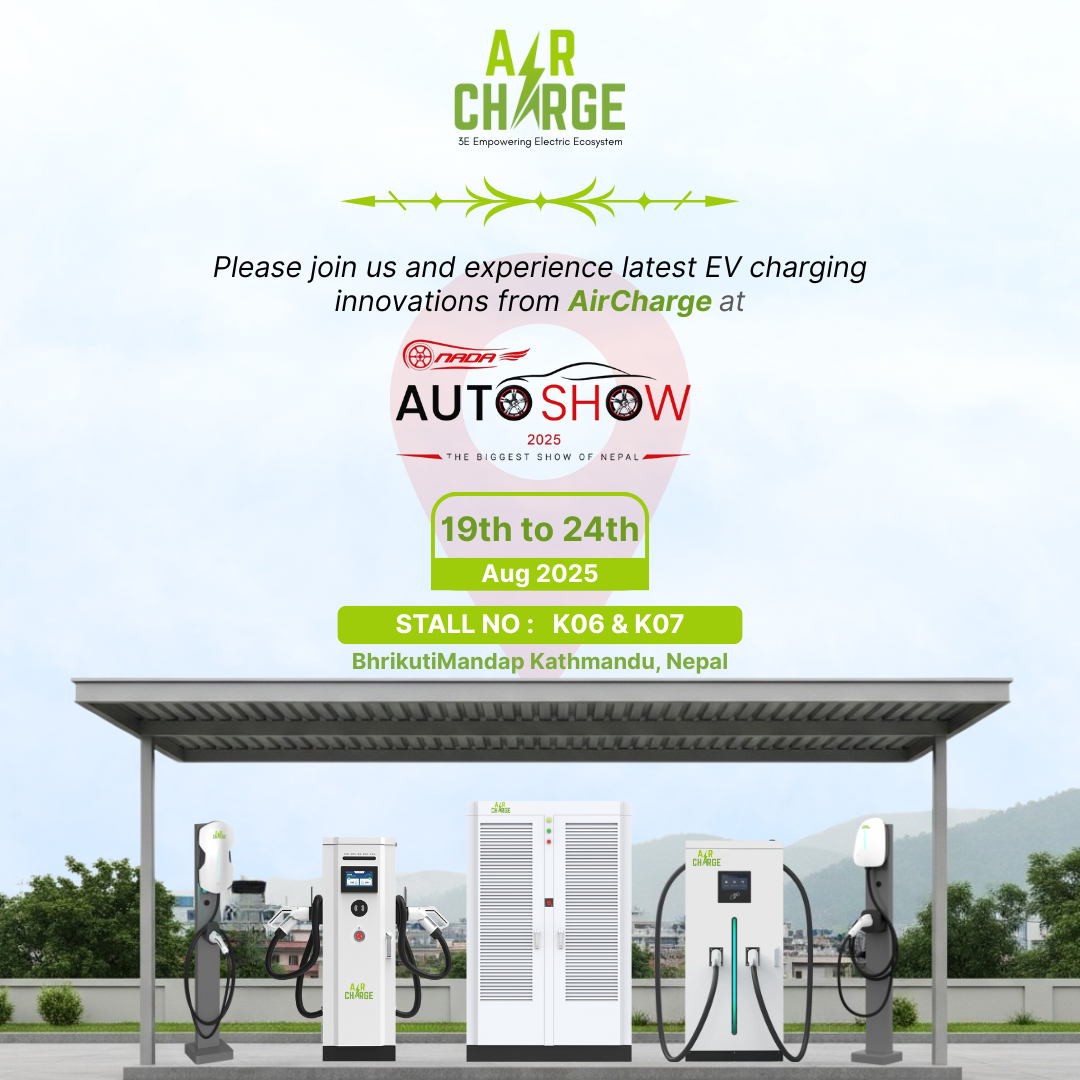 AIR
CHARGE
3E Empowering Electric Ecosystem
Please join us and experience latest EV charging
innovations from AirCharge at
NADA
AUTO SHOW
2025
THE BIGGEST SHOW OF NEPAL
19th to 24th
Aug 2025
STALL NO : K06 & K07
BhrikutiMandap Kathmandu, Nepal
AIR
CHARGE
AIR
CHARGE
AIR
CHARGE
AIR
CHARGE